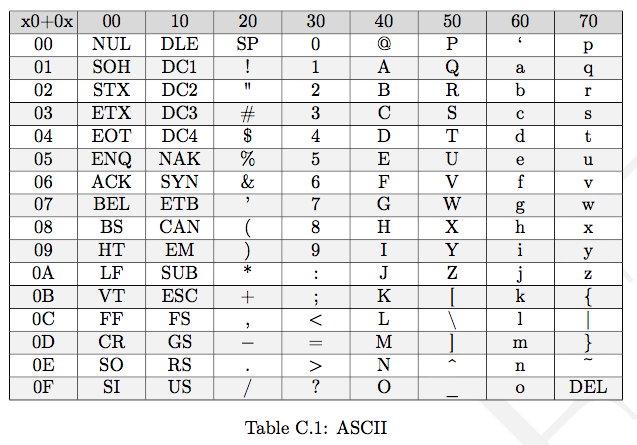 x0+0x 00 10 20 30 40 50 60 70
00 NUL DLE SP 0 @ P ‘ p
01 SOH DC1 ! 1 A Q a q
02 STX DC2 " 2 B R b r
03 ETX DC3 # 3 C S c s
04 EOT DC4 $ 4 D T d t
05 ENQ NAK % 5 E U e u
06 ACK SYN & 6 F V f v
07 BEL ETB ’ 7 G W g w
08 BS CAN ( 8 H X h x
09 HT EM ) 9 I Y i y
0A LF SUB * : J Z j z
0B VT ESC + ; K [ k {
0C FF FS , < L \ l |
0D CR GS − = M ] m }
0E SO RS . > N ^ n ~
0F SI US / ? O _ o DEL
Table C.1: ASCII